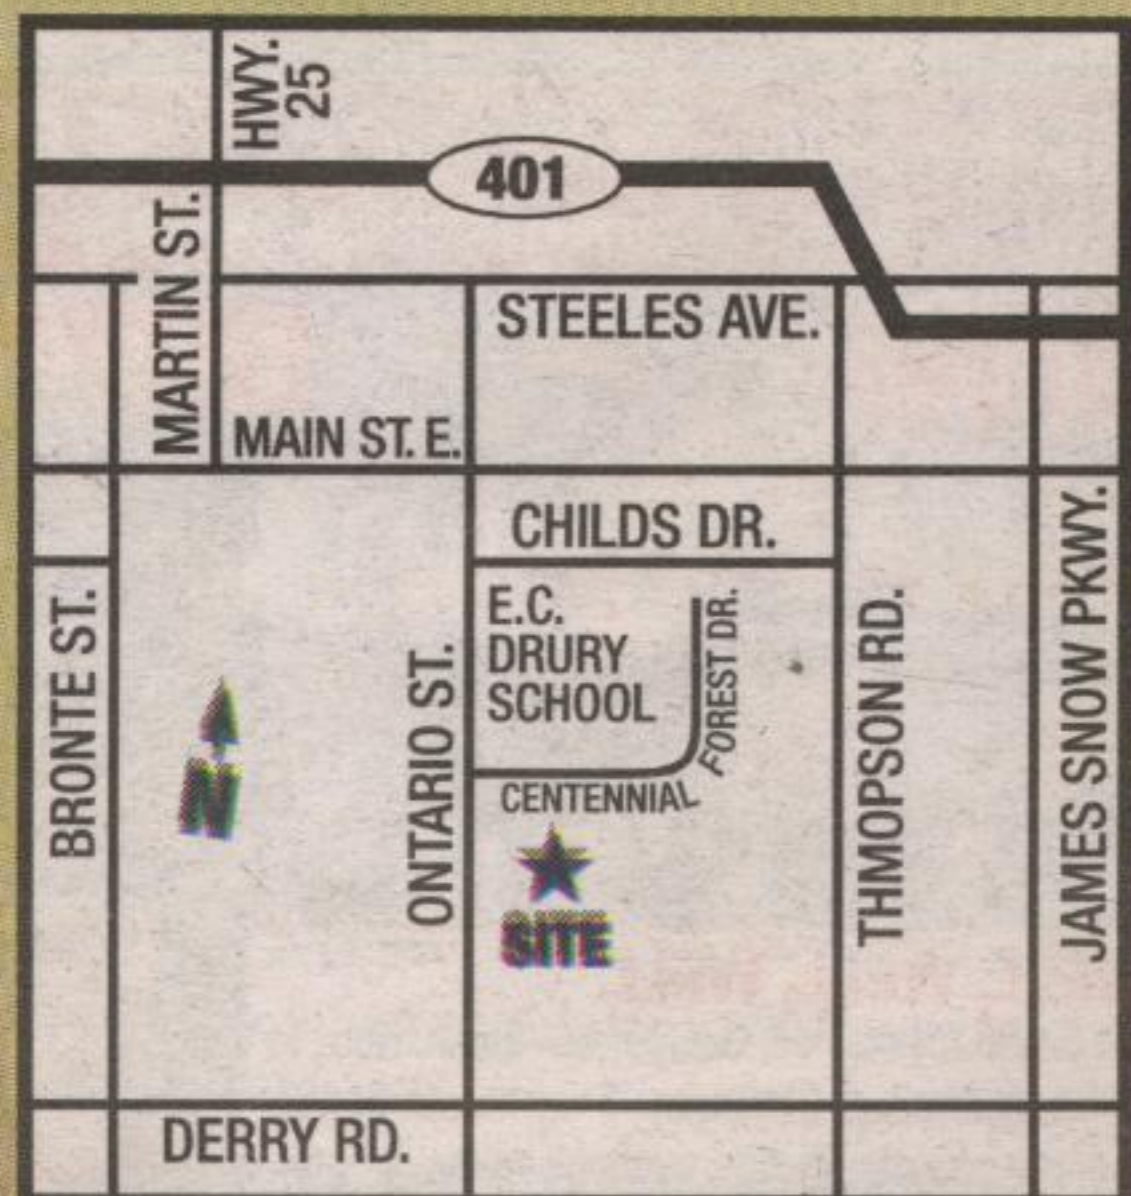 HWY.
25
401
MARTIN ST.
STEELES AVE.
MAIN ST. E.
CHILDS DR.
E.C.
DRURY
SCHOOL
FOREST DR.
CENTENNIAL
BRONTE ST.
N
ONTARIO ST.
SITE
THMOPSON RD.
JAMES SNOW PKWY.
DERRY RD.